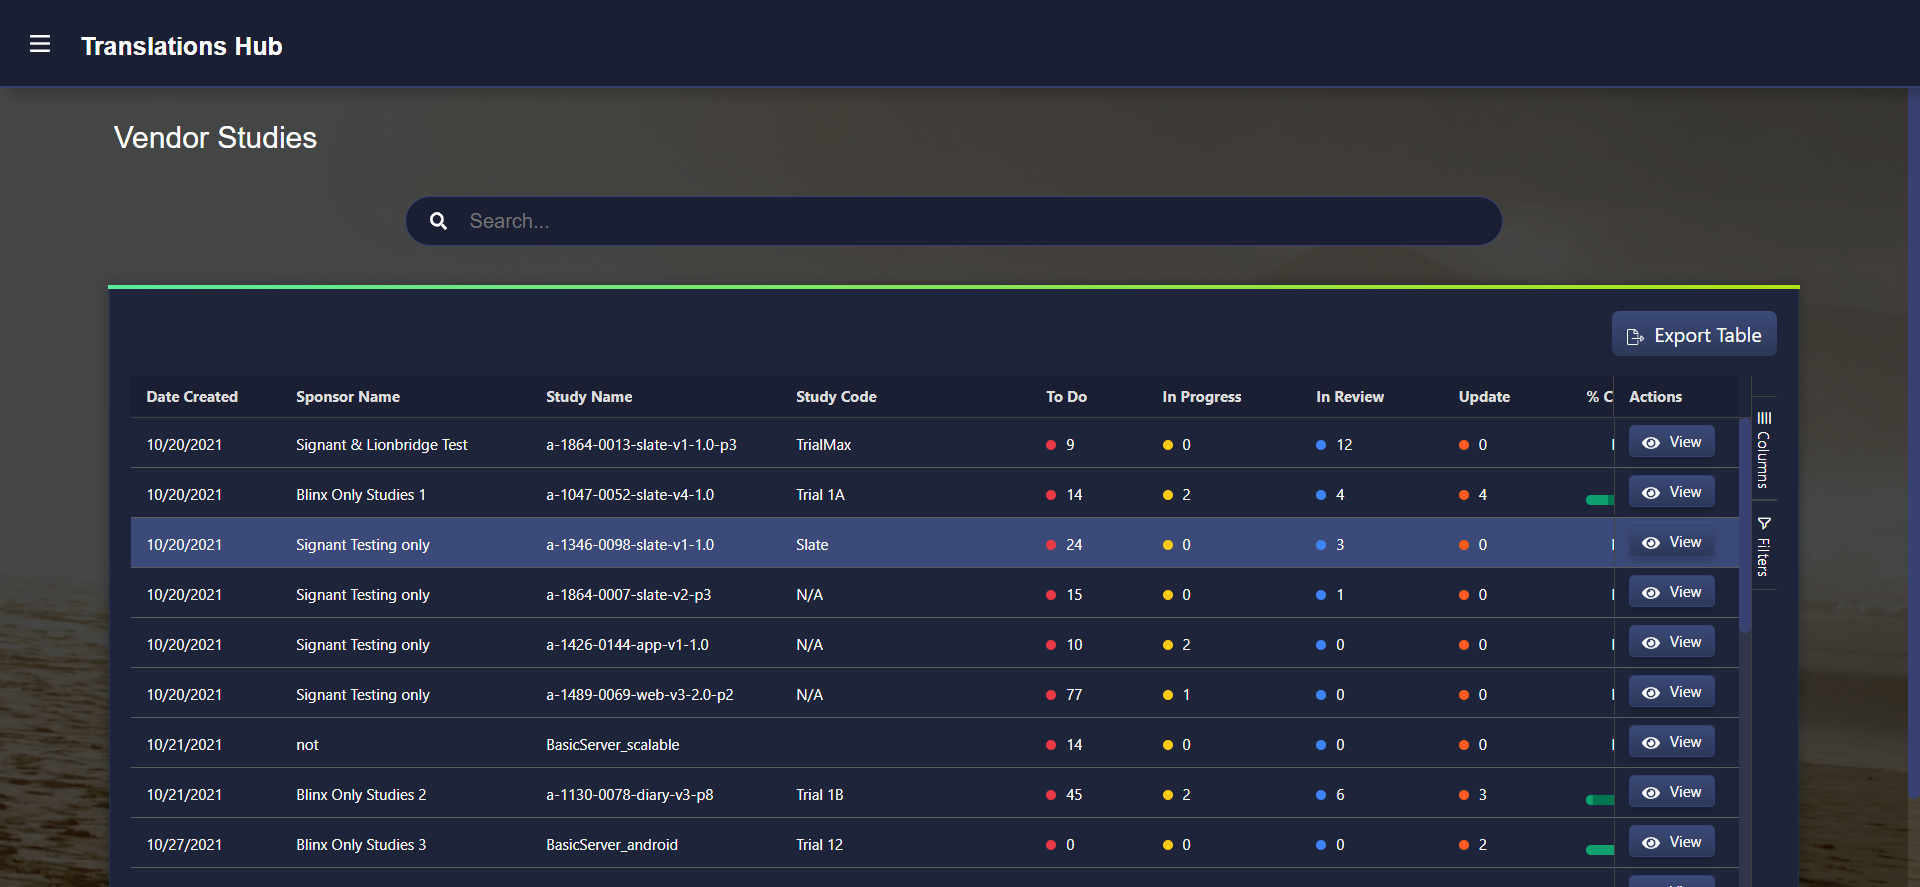 Translations Hub
Vendor Studies
Search...
Export Table
Date Created Sponsor Name Study Name Study Code To Do In Progress In Review Update % C Actions
10/20/2021 Signant & Lionbridge Test a-1864-0013-slate-v1-1.0-p3 TrialMax 9 0 12 0 View
10/20/2021 Blinx Only Studies 1 a-1047-0052-slate-v4-1.0 Trial 1A 14 2 4 4 View
10/20/2021 Signant Testing only a-1346-0098-slate-v1-1.0 Slate 24 0 3 0 View
10/20/2021 Signant Testing only a-1864-0007-slate-v2-p3 N/A 15 0 1 0 View
10/20/2021 Signant Testing only a-1426-0144-app-v1-1.0 N/A 10 2 0 0 View
10/20/2021 Signant Testing only a-1489-0069-web-v3-2.0-p2 N/A 77 1 0 0 View
10/21/2021 not BasicServer_scalable 14 0 0 0 View
10/21/2021 Blinx Only Studies 2 a-1130-0078-diary-v3-p8 Trial 1B 45 2 6 3 View
10/27/2021 Blinx Only Studies 3 BasicServer_android Trial 12 0 0 0 2 View
Columns
Filters